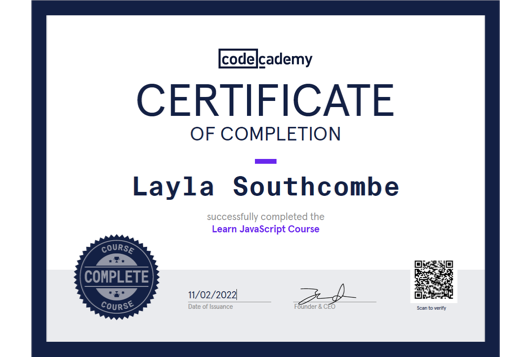 codecademy
CERTIFICATE
OF COMPLETION
Layla Southcombe
successfully completed the
Learn JavaScript Course
COURSE
COMPLETE
COURSE
11/02/2022
Date of Issuance
Founder & CEO
Scan to verify